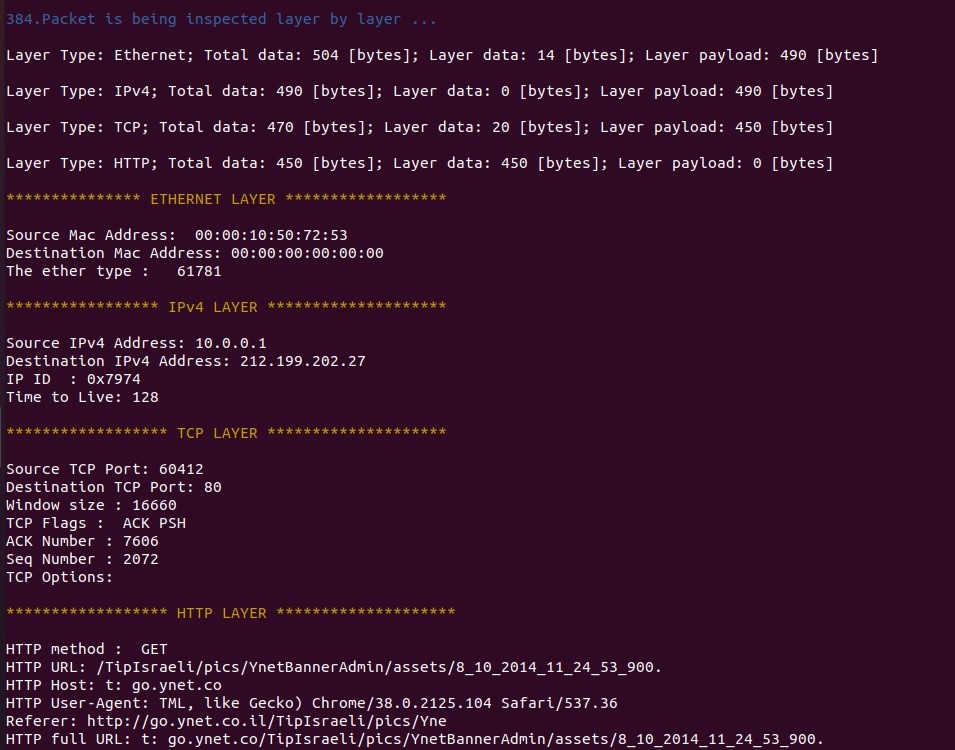 384.Packet is being inspected layer by layer ...
Layer Type: Ethernet; Total data: 504 [bytes]; Layer data: 14 [bytes]; Layer payload: 490 [bytes]
Layer Type: IPv4; Total data: 490 [bytes]; Layer data: 0 [bytes]; Layer payload: 490 [bytes]
Layer Type: TCP; Total data: 470 [bytes]; Layer data: 20 [bytes]; Layer payload: 450 [bytes]
Layer Type: HTTP; Total data: 450 [bytes]; Layer data: 450 [bytes]; Layer payload: 0 [bytes]
*************** ETHERNET LAYER ******************
Source Mac Address:  00:00:10:50:72:53
Destination Mac Address: 00:00:00:00:00:00
The ether type :   61781
***************** IPv4 LAYER ********************
Source IPv4 Address: 10.0.0.1
Destination IPv4 Address: 212.199.202.27
IP ID  : 0x7974
Time to Live: 128
****************** TCP LAYER ********************
Source TCP Port: 60412
Destination TCP Port: 80
Window size : 16660
TCP Flags :  ACK PSH
ACK Number : 7606
Seq Number : 2072
TCP Options:
****************** HTTP LAYER ********************
HTTP method :  GET
HTTP URL: /TipIsraeli/pics/YnetBannerAdmin/assets/8_10_2014_11_24_53_900.
HTTP Host: t: go.ynet.co
HTTP User-Agent: TML, like Gecko) Chrome/38.0.2125.104 Safari/537.36
Referer: http://go.ynet.co.il/TipIsraeli/pics/Yne
HTTP full URL: t: go.ynet.co/TipIsraeli/pics/YnetBannerAdmin/assets/8_10_2014_11_24_53_900.